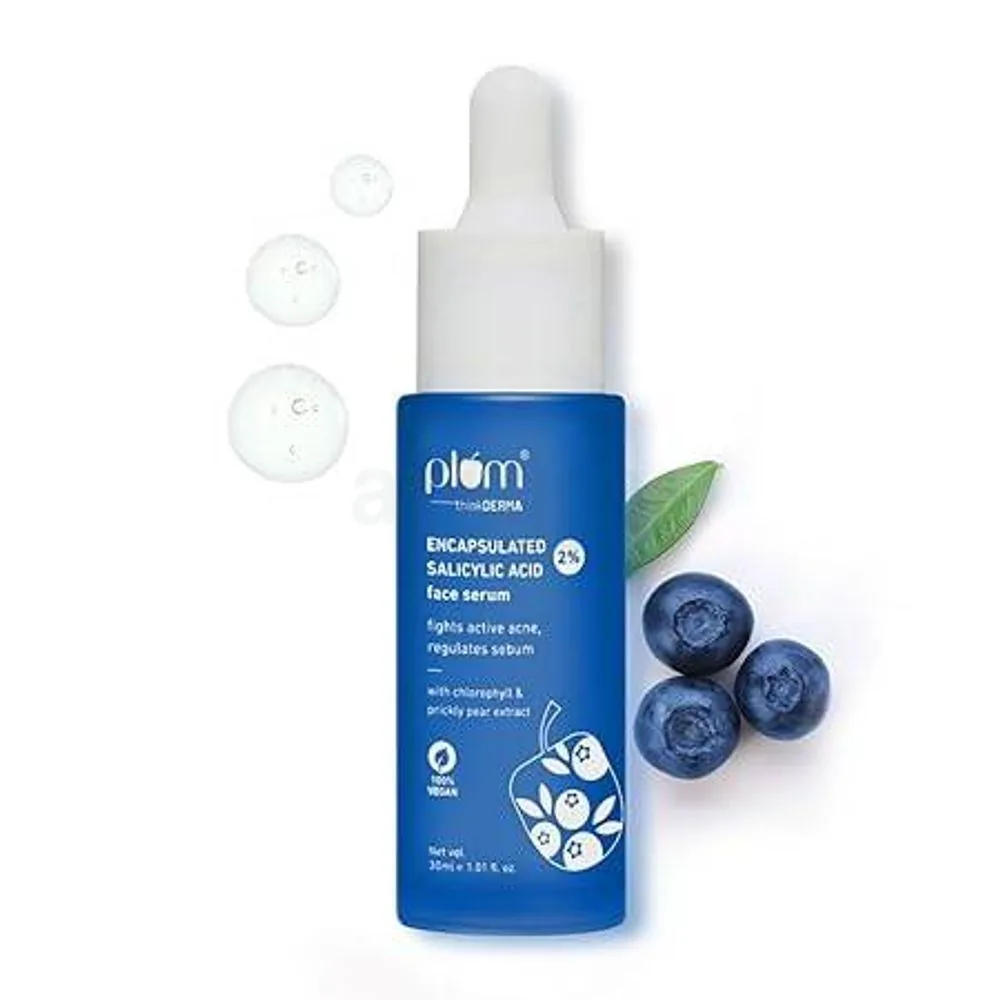 plum®
thinkDERMA
ENCAPSULATED
SALICYLIC ACID 2%
face serum
fights active acne,
regulates sebum
with chlorophyll &
prickly pear extract
100%
VEGAN
Net vol.
30ml e 1.01 fl. oz.